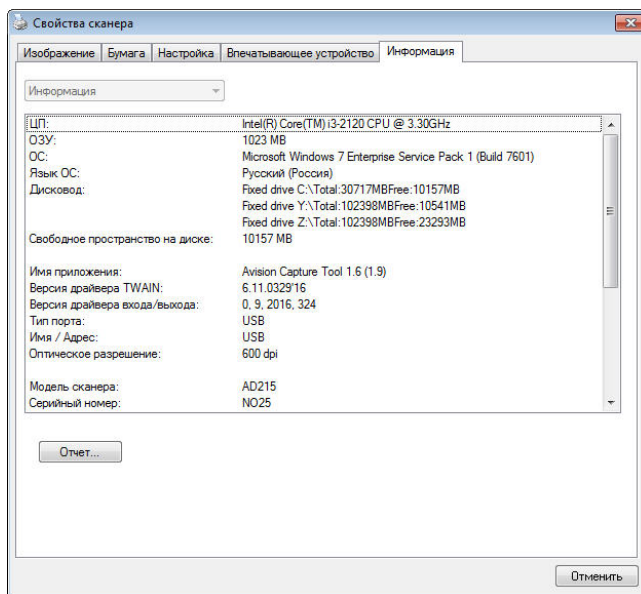 Свойства сканера
Изображение Бумага Настройка Впечатывающее устройство Информация
Информация
ЦП: Intel(R) Core(TM) i3-2120 CPU @ 3.30GHz
ОЗУ: 1023 MB
ОС: Microsoft Windows 7 Enterprise Service Pack 1 (Build 7601)
Язык ОС: Русский (Россия)
Дисковод: Fixed drive C:\Total:30717MBFree:10157MB
Fixed drive Y:\Total:102398MBFree:10541MB
Fixed drive Z:\Total:102398MBFree:23293MB
Свободное пространство на диске: 10157 MB
Имя приложения: Avision Capture Tool 1.6 (1.9)
Версия драйвера TWAIN: 6.11.0329'16
Версия драйвера входа/выхода: 0, 9, 2016, 324
Тип порта: USB
Имя / Адрес: USB
Оптическое разрешение: 600 dpi
Модель сканера: AD215
Серийный номер: NO25
Отчет...
Отменить